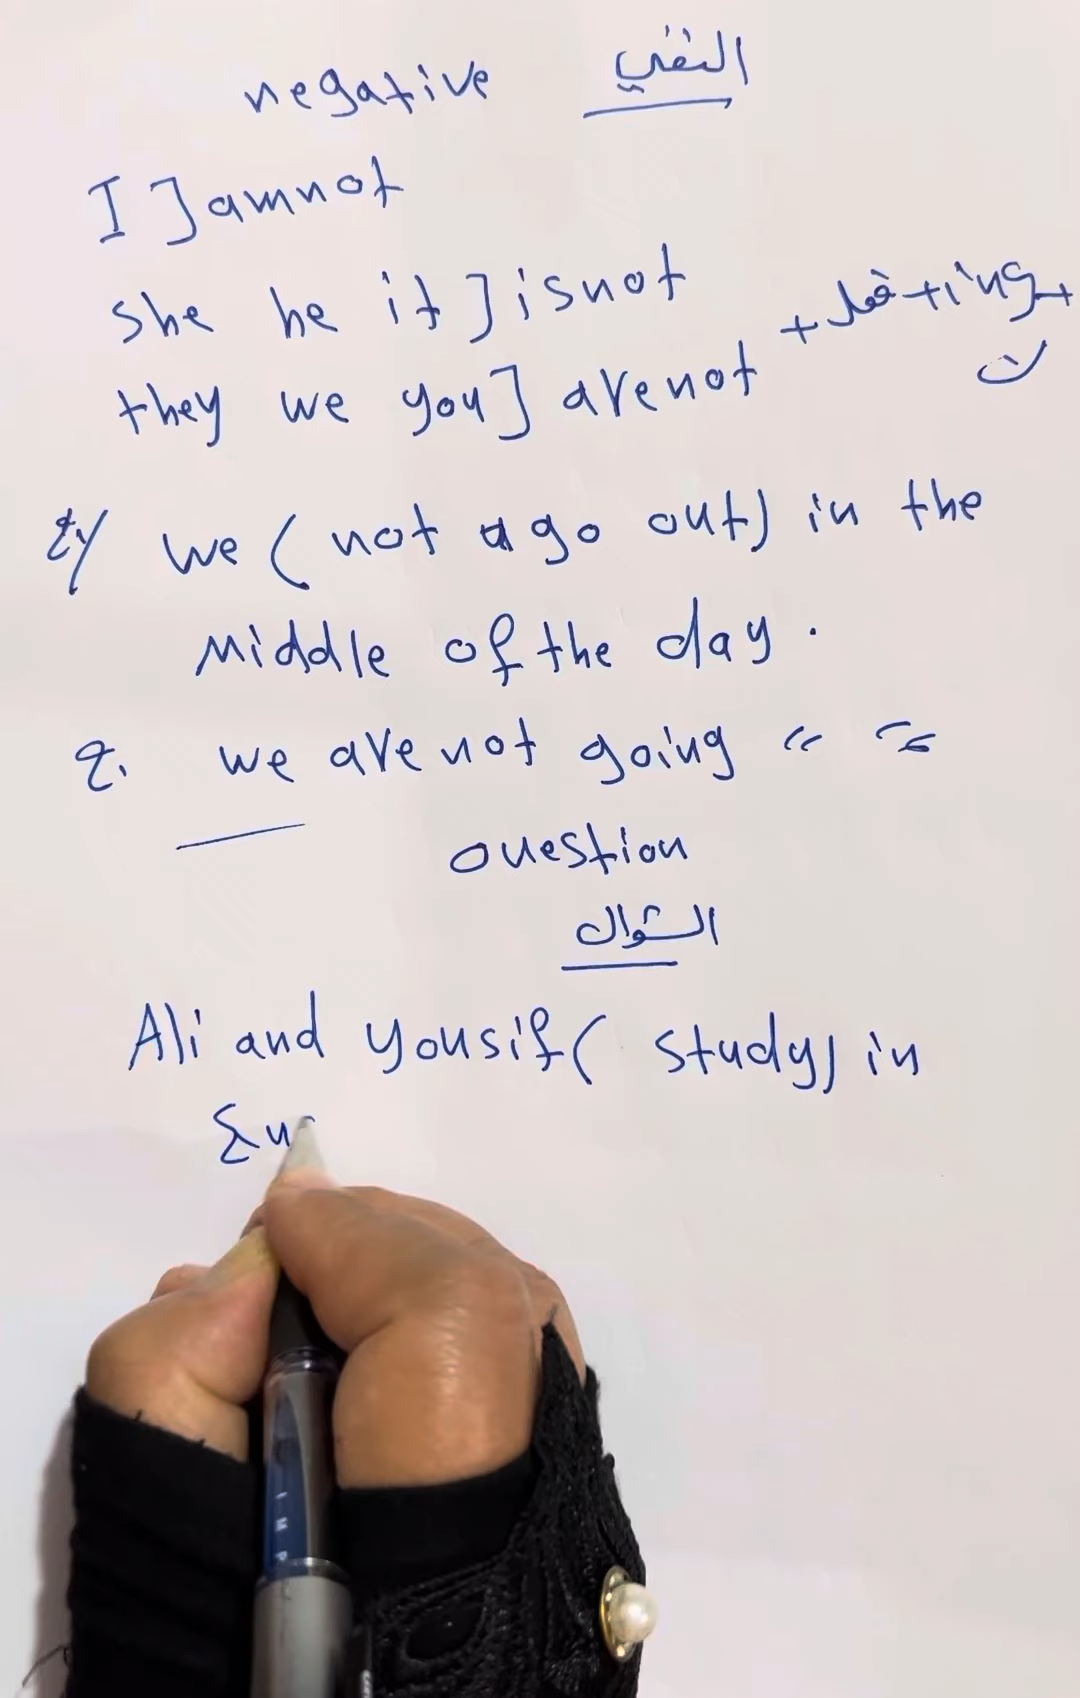 negative النفي
I ] am not
she he it ] is not
they we you ] are not + فعل + ing + ت
Ex/ we ( not go out) in the
Middle of the day .
we are not going " "
Question
السؤال
Ali and yousif ( study) in
En
I M P